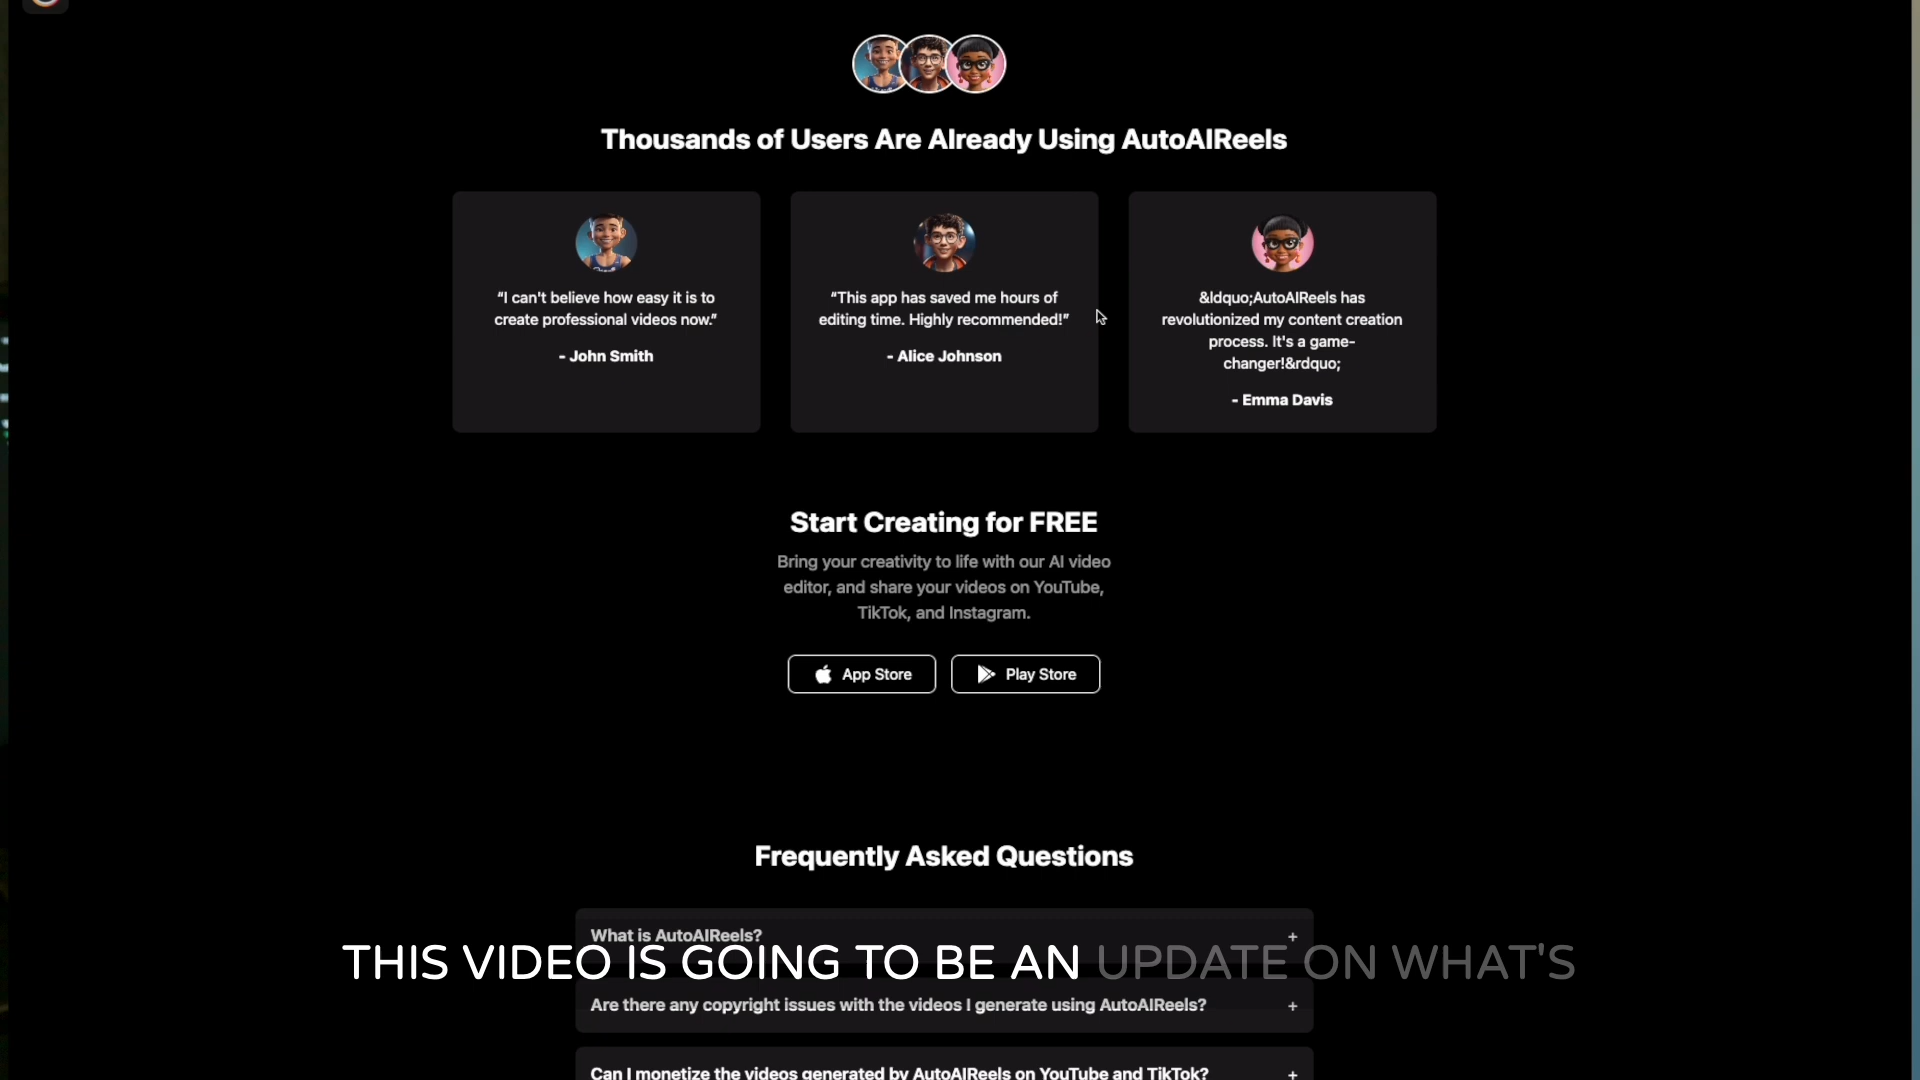 Thousands of Users Are Already Using AutoAIReels
“I can't believe how easy it is to
create professional videos now.”
- John Smith
“This app has saved me hours of
editing time. Highly recommended!”
- Alice Johnson
&ldquo;AutoAIReels has
revolutionized my content creation
process. It's a game-
changer!&rdquo;
- Emma Davis
Start Creating for FREE
Bring your creativity to life with our AI video
editor, and share your videos on YouTube,
TikTok, and Instagram.
App Store
Play Store
Frequently Asked Questions
What is AutoAIReels? +
THIS VIDEO IS GOING TO BE AN UPDATE ON WHAT'S
Are there any copyright issues with the videos I generate using AutoAIReels? +
Can I monetize the videos generated by AutoAIReels on YouTube and TikTok? +